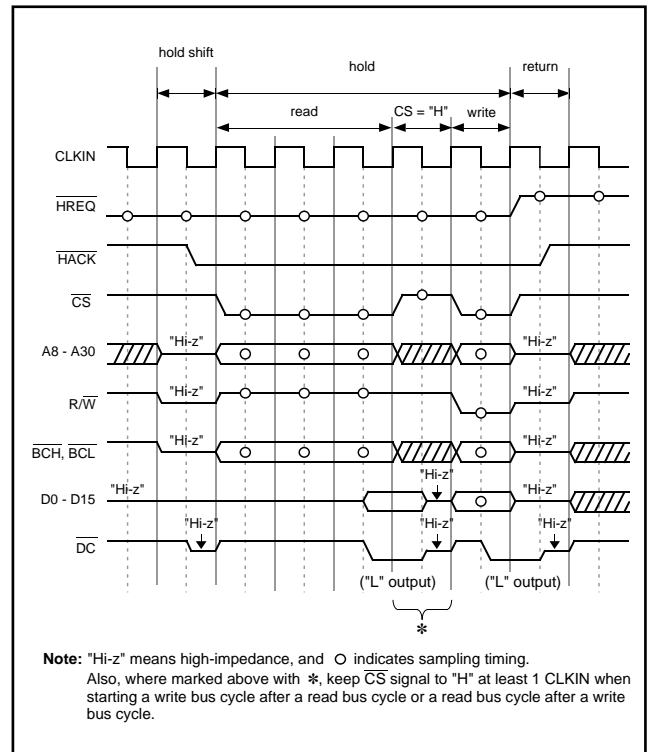 hold shift
hold
return
read
CS = "H"
write
CLKIN
HREQ
HACK
CS
A8 - A30
"Hi-z"
"Hi-z"
R/W
"Hi-z"
"Hi-z"
BCH, BCL
"Hi-z"
"Hi-z"
D0 - D15
"Hi-z"
"Hi-z"
"Hi-z"
DC
"Hi-z"
"Hi-z"
"Hi-z"
("L" output)
("L" output)
*
Note: "Hi-z" means high-impedance, and O indicates sampling timing.
Also, where marked above with *, keep CS signal to "H" at least 1 CLKIN when
starting a write bus cycle after a read bus cycle or a read bus cycle after a write
bus cycle.